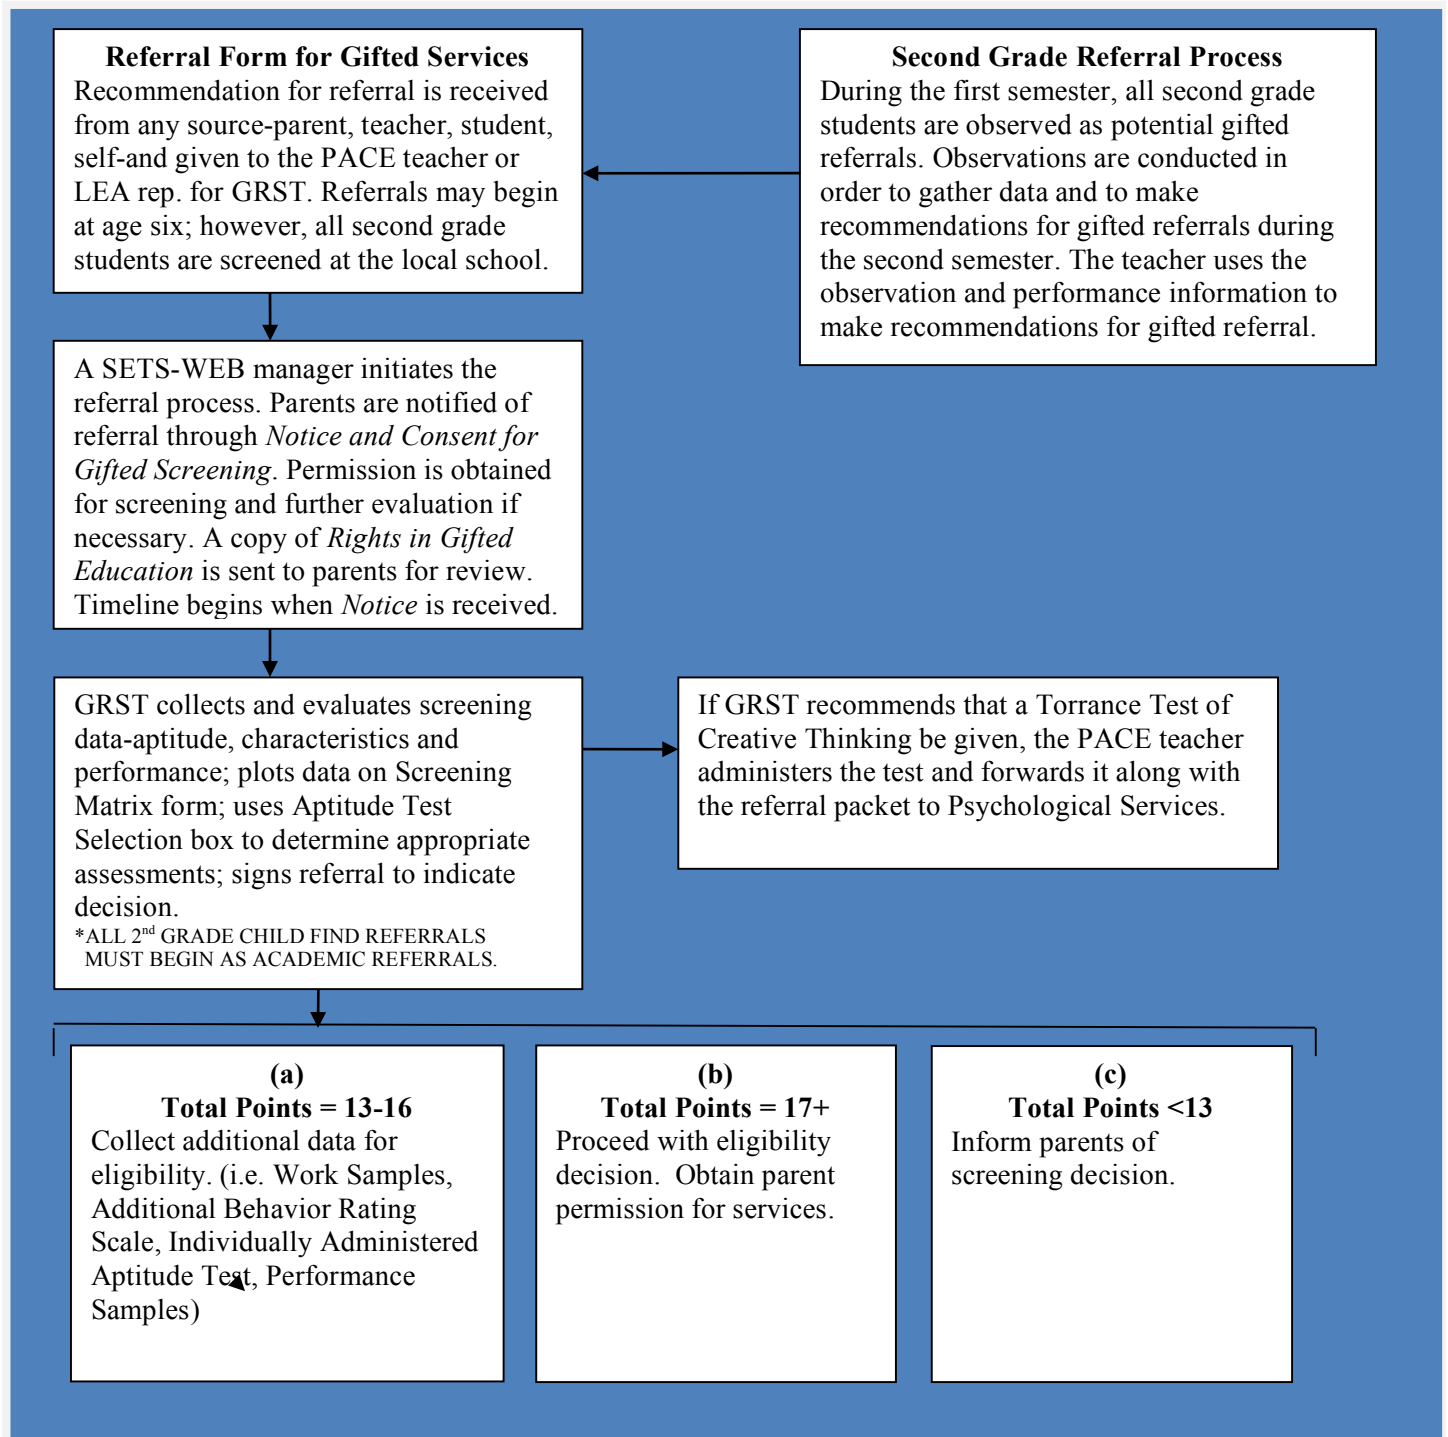 Referral Form for Gifted Services
Recommendation for referral is received
from any source-parent, teacher, student,
self-and given to the PACE teacher or
LEA rep. for GRST. Referrals may begin
at age six; however, all second grade
students are screened at the local school.
Second Grade Referral Process
During the first semester, all second grade
students are observed as potential gifted
referrals. Observations are conducted in
order to gather data and to make
recommendations for gifted referrals during
the second semester. The teacher uses the
observation and performance information to
make recommendations for gifted referral.
A SETS-WEB manager initiates the
referral process. Parents are notified of
referral through Notice and Consent for
Gifted Screening. Permission is obtained
for screening and further evaluation if
necessary. A copy of Rights in Gifted
Education is sent to parents for review.
Timeline begins when Notice is received.
GRST collects and evaluates screening
data-aptitude, characteristics and
performance; plots data on Screening
Matrix form; uses Aptitude Test
Selection box to determine appropriate
assessments; signs referral to indicate
decision.
*ALL 2nd GRADE CHILD FIND REFERRALS
MUST BEGIN AS ACADEMIC REFERRALS.
If GRST recommends that a Torrance Test of
Creative Thinking be given, the PACE teacher
administers the test and forwards it along with
the referral packet to Psychological Services.
(a)
Total Points = 13-16
Collect additional data for
eligibility. (i.e. Work Samples,
Additional Behavior Rating
Scale, Individually Administered
Aptitude Test, Performance
Samples)
(b)
Total Points = 17+
Proceed with eligibility
decision. Obtain parent
permission for services.
(c)
Total Points <13
Inform parents of
screening decision.